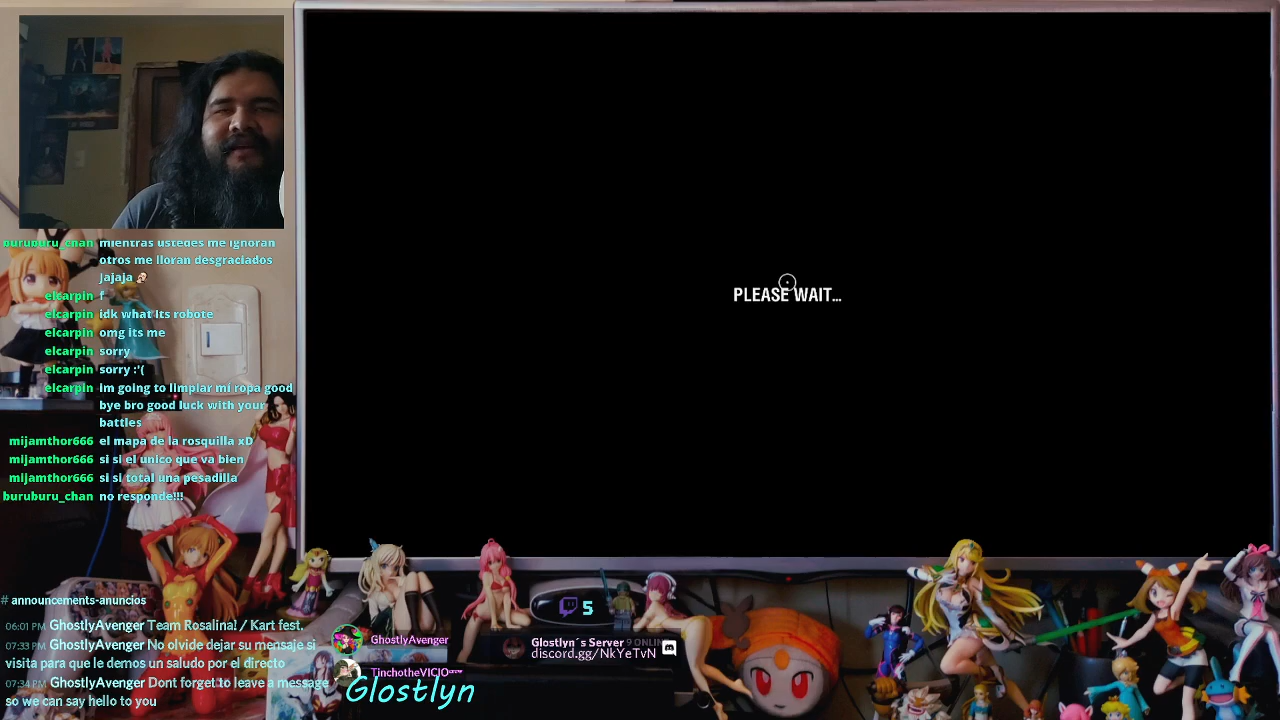 buruburu_chan mientras ustedes me ignoran
otros me lloran desgraciados
Jajaja
elcarpin f
elcarpin idk what its robote
elcarpin omg its me
elcarpin sorry
elcarpin sorry :'(
elcarpin Im going to limpiar mi ropa good
bye bro good luck with your
battles
mijamthor666 el mapa de la rosquilla xD
mijamthor666 si si el unico que va bien
mijamthor666 si si total una pesadilla
buruburu_chan no responde!!!
PLEASE WAIT...
# announcements-anuncios
06:01 PM GhostlyAvenger Team Rosalina! / Kart fest.
07:33 PM GhostlyAvenger No olvide dejar su mensaje si
visita para que le demos un saludo por el directo
07:34 PM GhostlyAvenger Dont forget to leave a message
so we can say hello to you
GhostlyAvenger
TinchotheVICIO
Glostlyn
5
Glostlyn´s Server 9 ONLINE
discord.gg/NkYeTvN